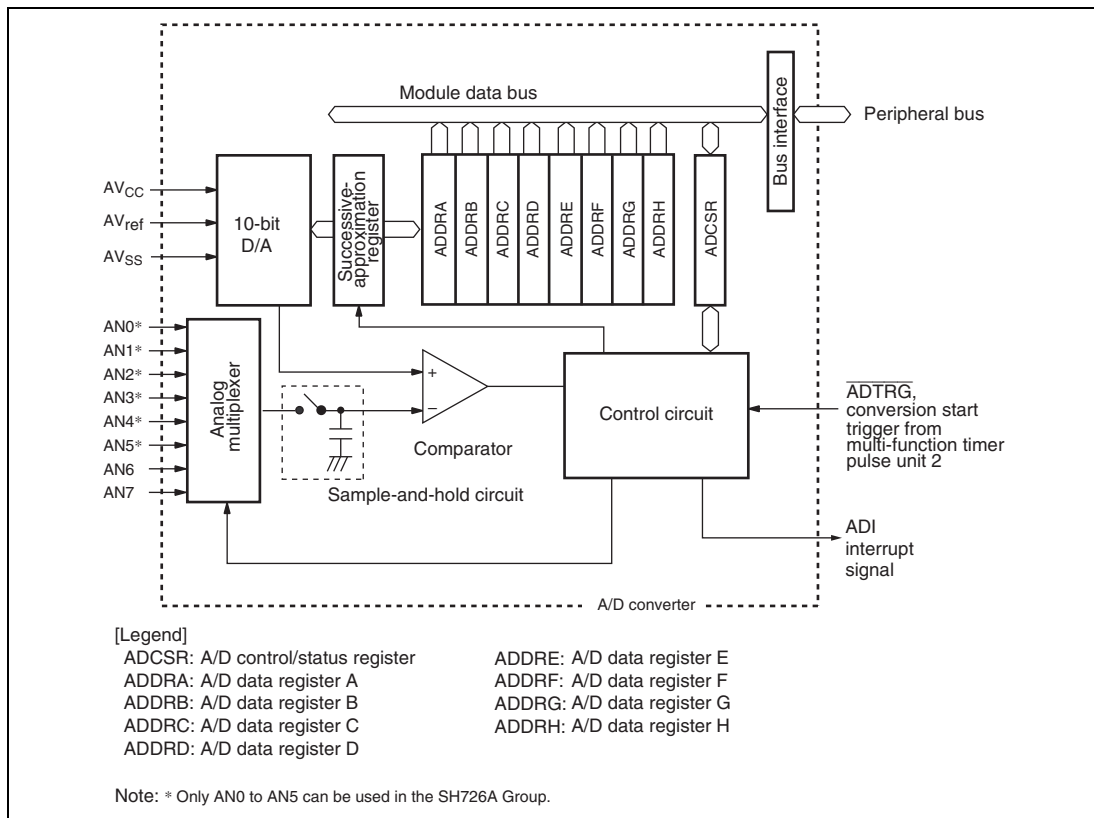 Module data bus
Bus interface
Peripheral bus
AVCC
AVref
AVSS
10-bit
D/A
Successive-
approximation
register
ADDRA
ADDRB
ADDRC
ADDRD
ADDRE
ADDRF
ADDRG
ADDRH
ADCSR
AN0*
AN1*
AN2*
AN3*
AN4*
AN5*
AN6
AN7
Analog
multiplexer
+
−
Comparator
Sample-and-hold circuit
Control circuit
ADTRG,
conversion start
trigger from
multi-function timer
pulse unit 2
ADI
interrupt
signal
A/D converter
[Legend]
ADCSR: A/D control/status register
ADDRA: A/D data register A
ADDRB: A/D data register B
ADDRC: A/D data register C
ADDRD: A/D data register D
ADDRE: A/D data register E
ADDRF: A/D data register F
ADDRG: A/D data register G
ADDRH: A/D data register H
Note: * Only AN0 to AN5 can be used in the SH726A Group.